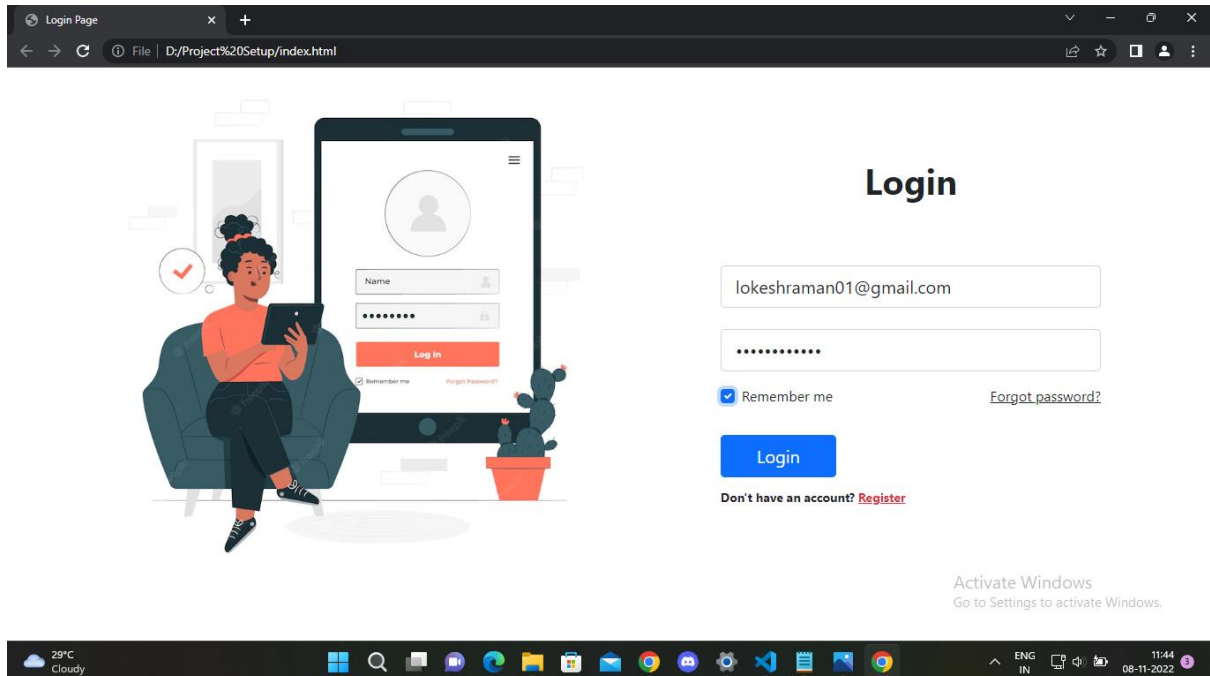 Login Page
File | D:/Project%20Setup/index.html
Name
••••••••
Log In
Remember me Forgot Password?
Login
lokeshraman01@gmail.com
••••••••••••
Remember me Forgot password?
Login
Don't have an account? Register
Activate Windows
Go to Settings to activate Windows.
29°C
Cloudy
ENG
IN
11:44
08-11-2022
3